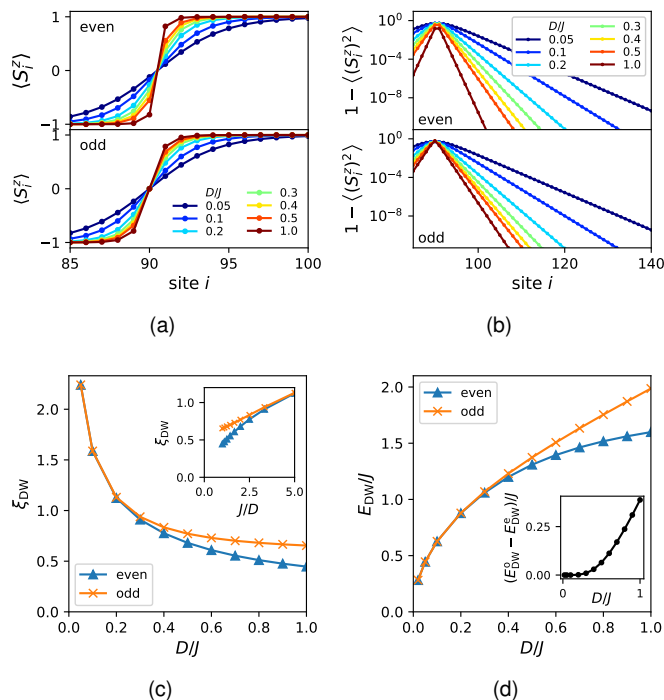 even
⟨S_i^z⟩
1
0
−1
odd
⟨S_i^z⟩
1
0
−1
D/J
0.05
0.1
0.2
0.3
0.4
0.5
1.0
85 90 95 100
site i
(a)
1 − ⟨(S_i^z)^2⟩
10^0
10^−4
10^−8
D/J
0.05
0.1
0.2
0.3
0.4
0.5
1.0
even
1 − ⟨(S_i^z)^2⟩
10^0
10^−4
10^−8
odd
100 120 140
site i
(b)
ξ_DW
2.0
1.5
1.0
0.5
0.0
ξ_DW
1.0
0.5
0.0
0.0 2.5 5.0
J/D
even
odd
0.0 0.2 0.4 0.6 0.8 1.0
D/J
(c)
E_DW/J
2.0
1.5
1.0
0.5
0.0
even
odd
(E_DW^o − E_DW^e)/J
0.25
0.00
0 1
D/J
0.0 0.2 0.4 0.6 0.8 1.0
D/J
(d)